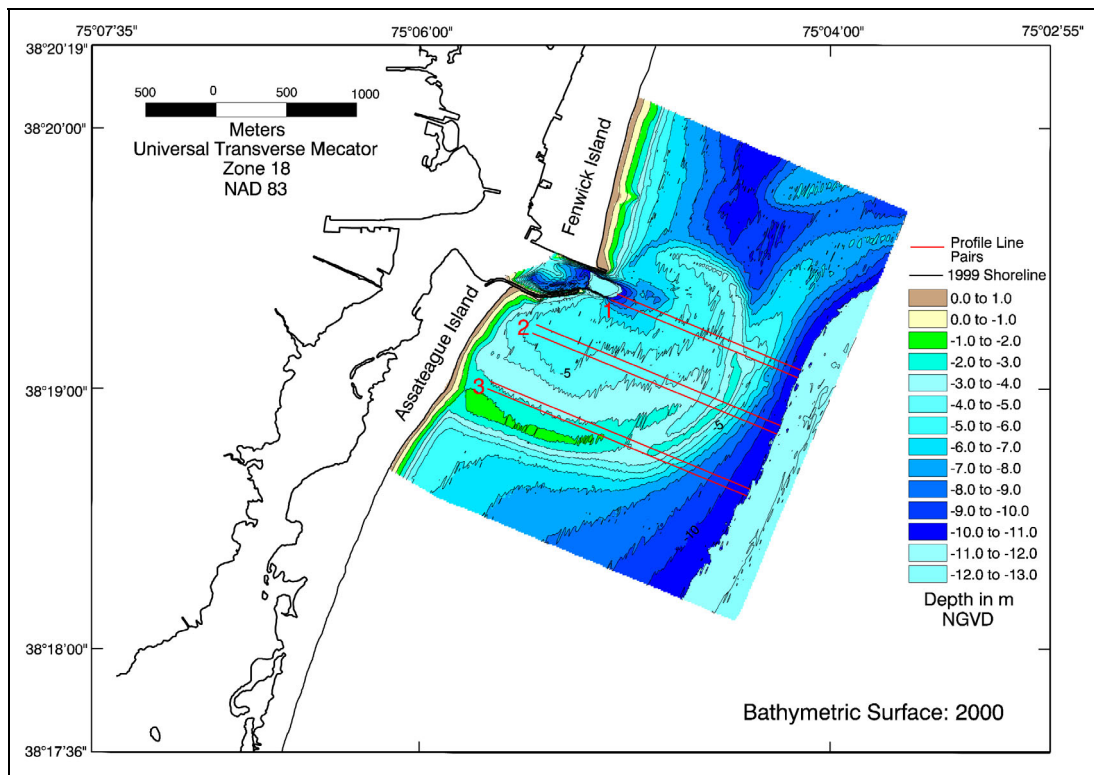 75°07'35"
75°06'00"
75°04'00"
75°02'55"
38°20'19"
500 0 500 1000
Meters
Universal Transverse Mecator
Zone 18
NAD 83
38°20'00"
Fenwick Island
Assateague Island
1
2
3
-5
-5
-10
38°19'00"
38°18'00"
38°17'36"
Profile Line
Pairs
1999 Shoreline
0.0 to 1.0
0.0 to -1.0
-1.0 to -2.0
-2.0 to -3.0
-3.0 to -4.0
-4.0 to -5.0
-5.0 to -6.0
-6.0 to -7.0
-7.0 to -8.0
-8.0 to -9.0
-9.0 to -10.0
-10.0 to -11.0
-11.0 to -12.0
-12.0 to -13.0
Depth in m
NGVD
Bathymetric Surface: 2000